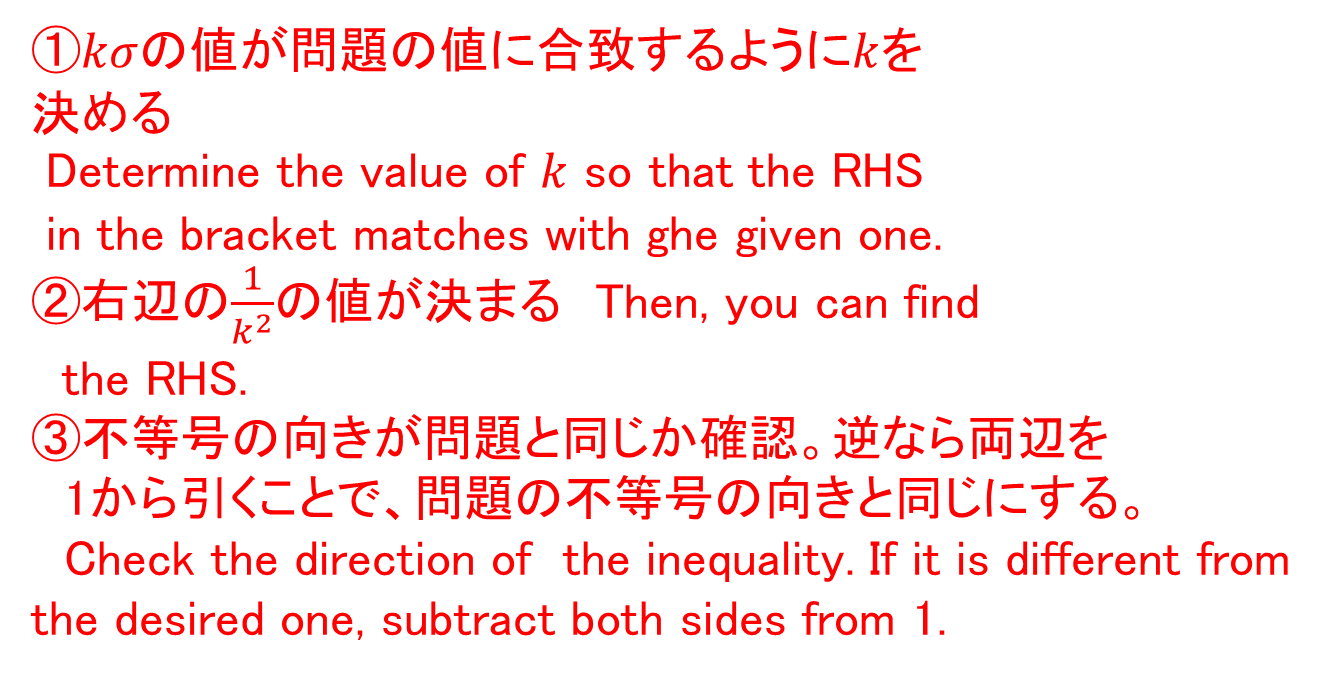 ①kσの値が問題の値に合致するようにkを
決める
Determine the value of k so that the RHS
in the bracket matches with ghe given one.
②右辺の1/k²の値が決まる Then, you can find
the RHS.
③不等号の向きが問題と同じか確認。逆なら両辺を
1から引くことで、問題の不等号の向きと同じにする。
Check the direction of the inequality. If it is different from
the desired one, subtract both sides from 1.